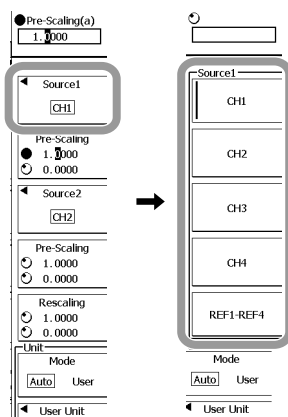 Pre-Scaling(a)
1.0000
Source1
CH1
Pre-Scaling
1.0000
0.0000
Source2
CH2
Pre-Scaling
1.0000
0.0000
Rescaling
1.0000
0.0000
Unit
Mode
Auto User
User Unit
Source1
CH1
CH2
CH3
CH4
REF1-REF4
Mode
Auto User
User Unit